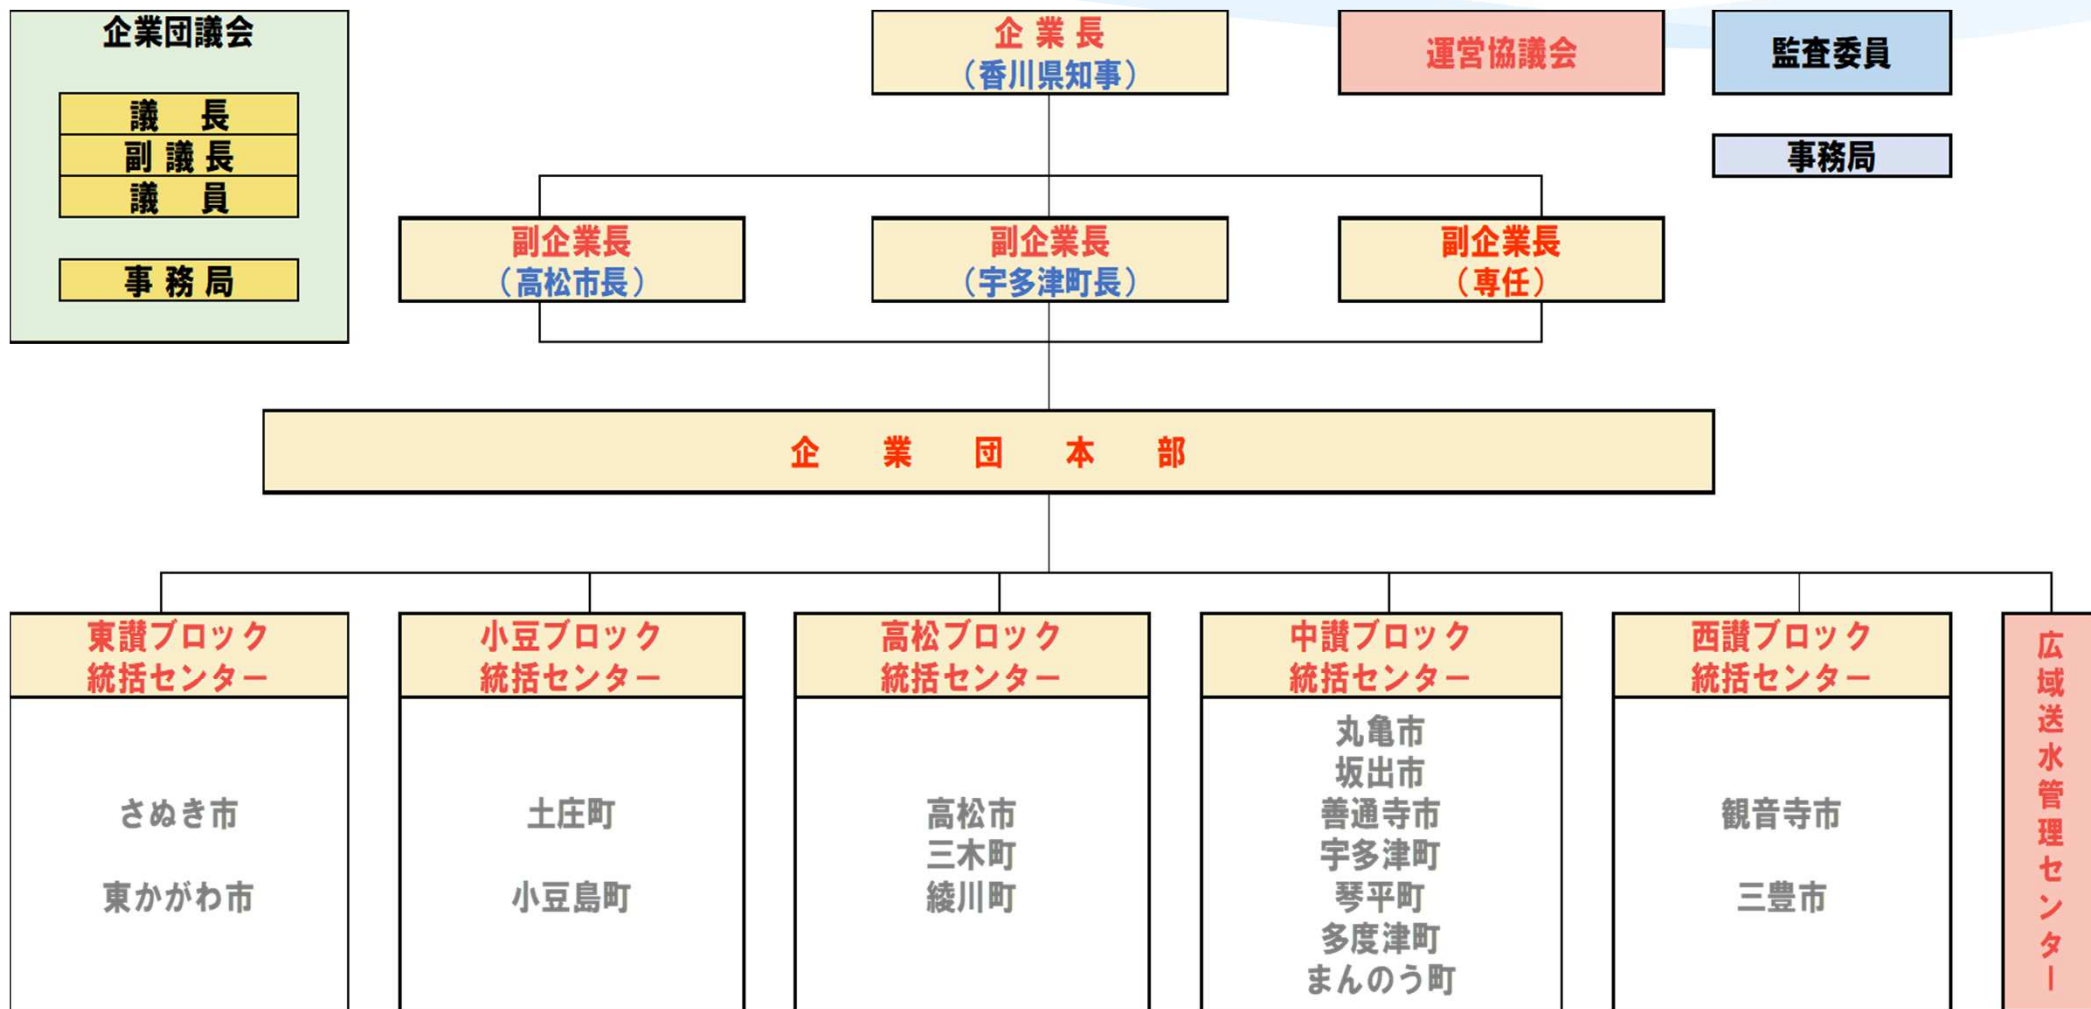 企業団議会
議　長
副議長
議　員
事務局
企業長
（香川県知事）
運営協議会
監査委員
事務局
副企業長
（高松市長）
副企業長
（宇多津町長）
副企業長
（専任）
企業団本部
東讃ブロック
統括センター
さぬき市
東かがわ市
小豆ブロック
統括センター
土庄町
小豆島町
高松ブロック
統括センター
高松市
三木町
綾川町
中讃ブロック
統括センター
丸亀市
坂出市
善通寺市
宇多津町
琴平町
多度津町
まんのう町
西讃ブロック
統括センター
観音寺市
三豊市
広域送水管理センター